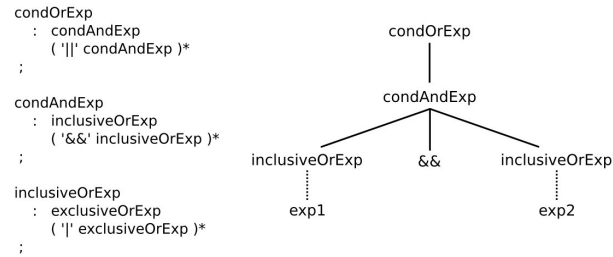 condOrExp
: condAndExp
( '||' condAndExp )*
;
condAndExp
: inclusiveOrExp
( '&&' inclusiveOrExp )*
;
inclusiveOrExp
: exclusiveOrExp
( '|' exclusiveOrExp )*
;
condOrExp
condAndExp
inclusiveOrExp && inclusiveOrExp
exp1 exp2